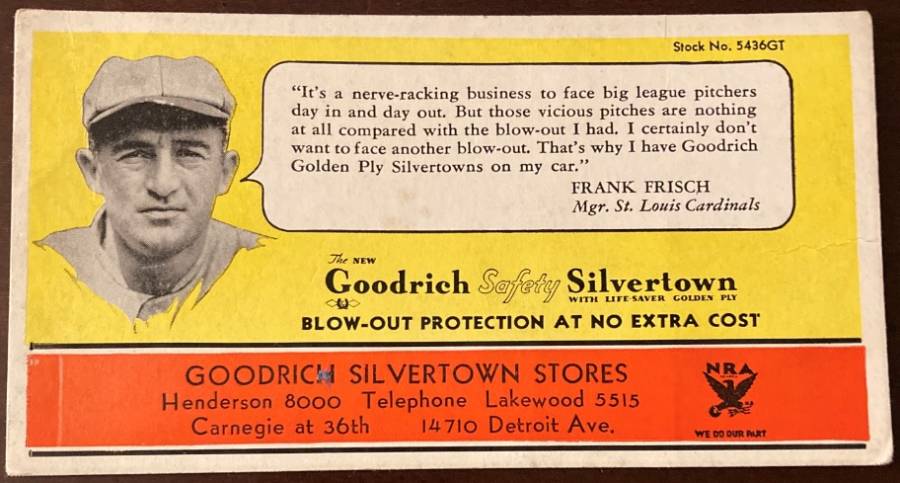 Stock No. 5436GT
“It's a nerve-racking business to face big league pitchers
day in and day out. But those vicious pitches are nothing
at all compared with the blow-out I had. I certainly don't
want to face another blow-out. That's why I have Goodrich
Golden Ply Silvertowns on my car.”
FRANK FRISCH
Mgr. St. Louis Cardinals
The NEW
Goodrich Safety Silvertown
WITH LIFE-SAVER GOLDEN PLY
BLOW-OUT PROTECTION AT NO EXTRA COST
GOODRICH SILVERTOWN STORES
Henderson 8000 Telephone Lakewood 5515
Carnegie at 36th 14710 Detroit Ave.
NRA
WE DO OUR PART